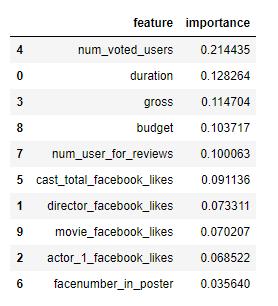 feature importance
4 num_voted_users 0.214435
0 duration 0.128264
3 gross 0.114704
8 budget 0.103717
7 num_user_for_reviews 0.100063
5 cast_total_facebook_likes 0.091136
1 director_facebook_likes 0.073311
9 movie_facebook_likes 0.070207
2 actor_1_facebook_likes 0.068522
6 facenumber_in_poster 0.035640